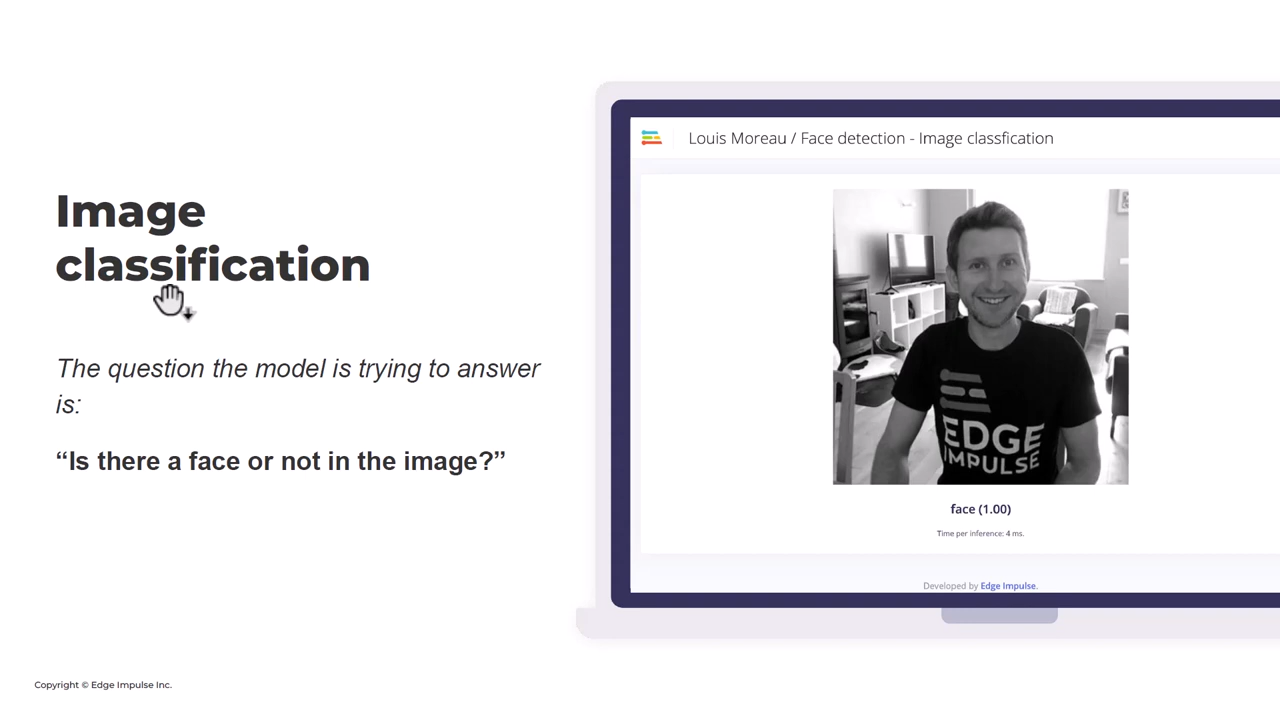 Image
classification
The question the model is trying to answer
is:
“Is there a face or not in the image?”
Louis Moreau / Face detection - Image classfication
EDGE
IMPULSE
face (1.00)
Time per inference: 4 ms.
Developed by Edge Impulse.
Copyright © Edge Impulse Inc.